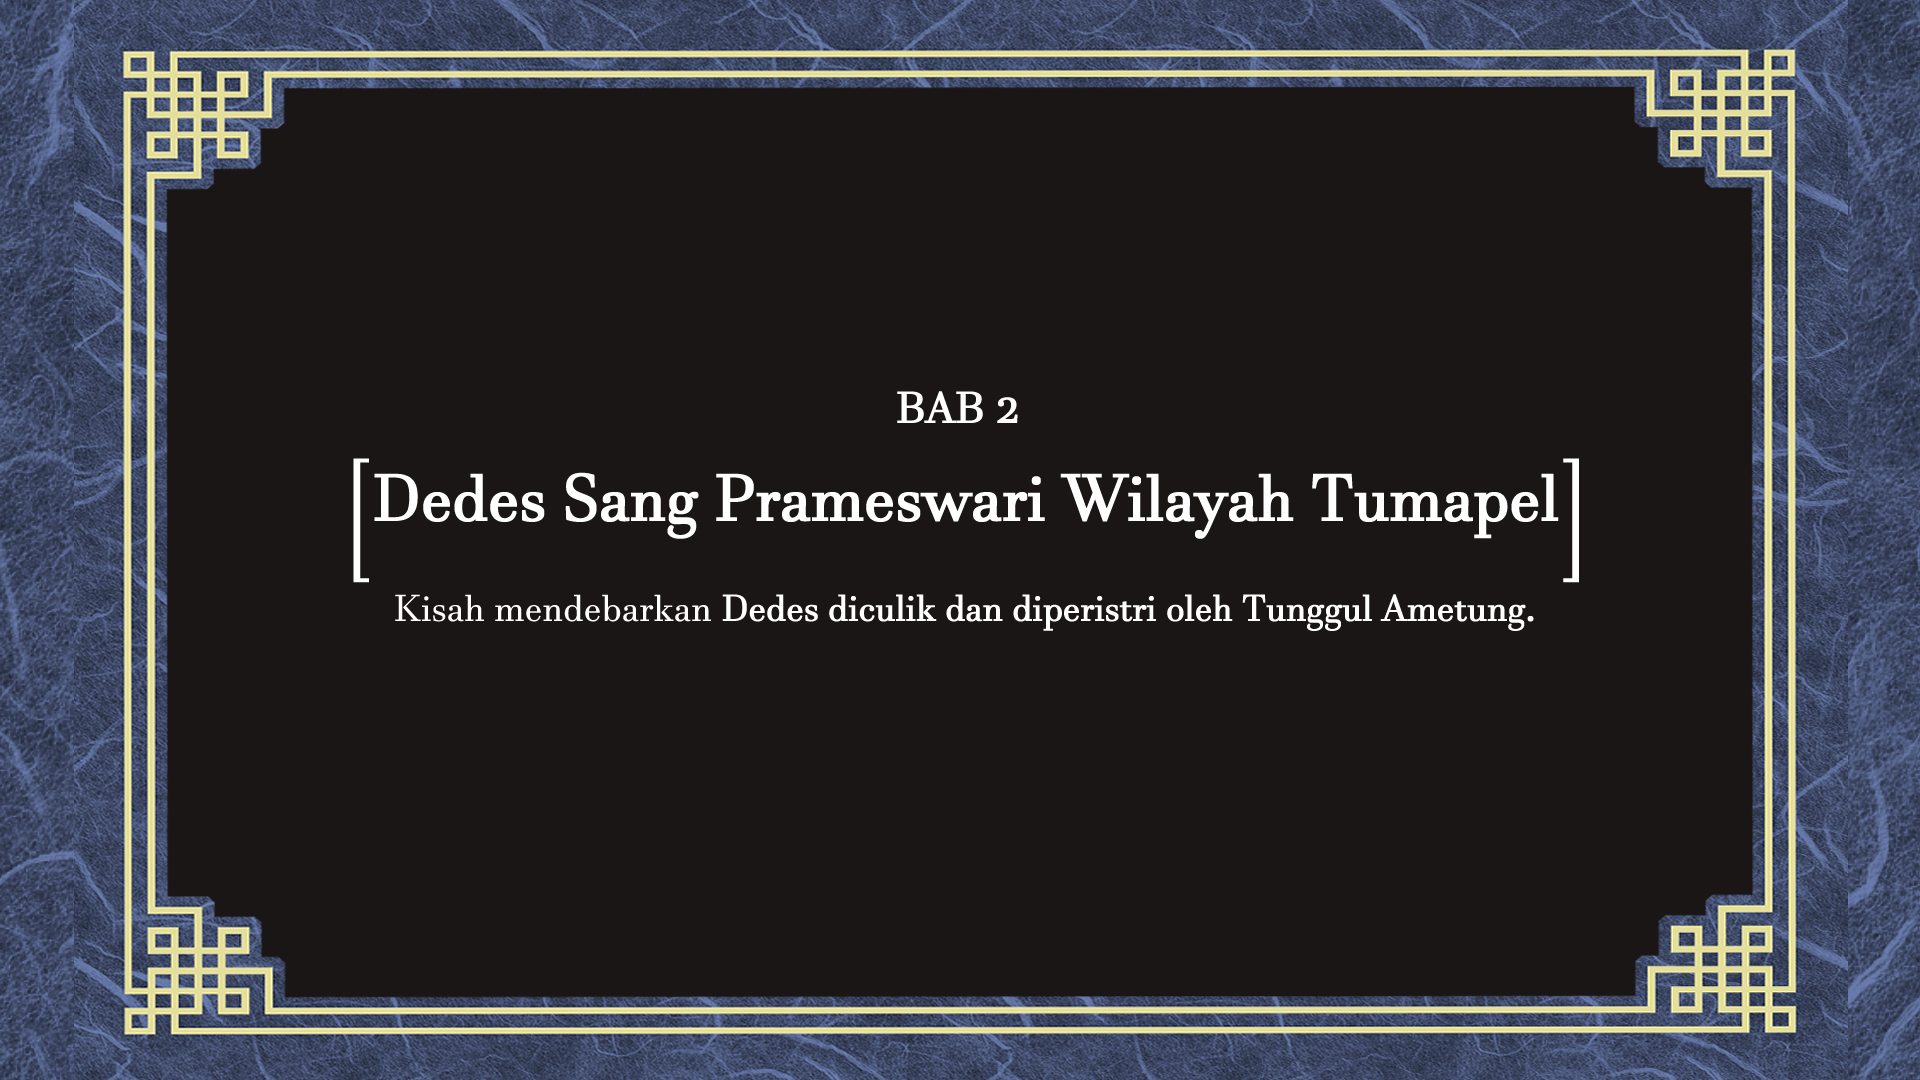 BAB 2
[Dedes Sang Prameswari Wilayah Tumapel]
Kisah mendebarkan Dedes diculik dan diperistri oleh Tunggul Ametung.